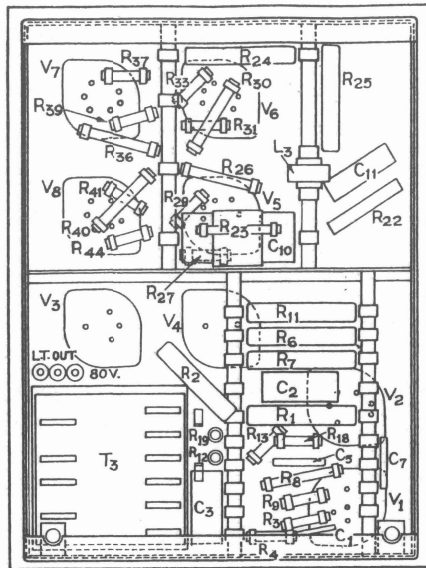 R37
V7
R33
R24
R30
R25
R39
V6
R31
R36
L3
C11
R26
V8
R41
R29
V5
R22
R40
R23
R44
C10
R27
V3
V4
R11
R6
L.T. OUT
80V.
R2
R7
C2
V2
R1
R19
R13
R18
R12
C5
C7
T3
R8
C3
R9
V1
R3
C1
R4